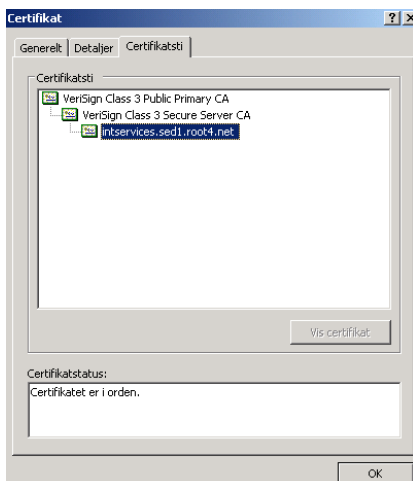 Certifikat
Generelt Detaljer Certifikatsti
Certifikatsti
VeriSign Class 3 Public Primary CA
VeriSign Class 3 Secure Server CA
intservices.sed1.root4.net
Vis certifikat
Certifikatstatus:
Certifikatet er i orden.
OK